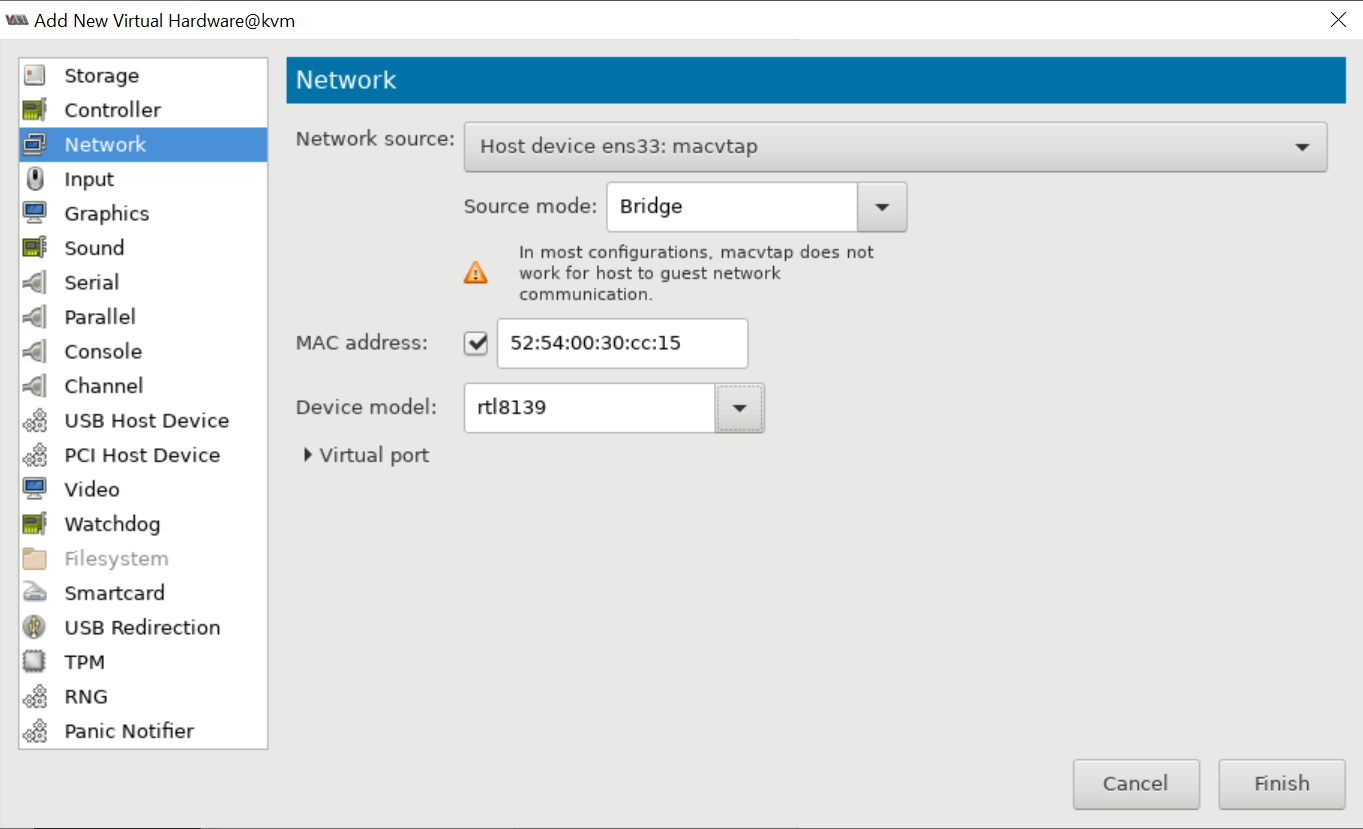 Add New Virtual Hardware@kvm
Storage
Controller
Network
Input
Graphics
Sound
Serial
Parallel
Console
Channel
USB Host Device
PCI Host Device
Video
Watchdog
Filesystem
Smartcard
USB Redirection
TPM
RNG
Panic Notifier
Network
Network source: Host device ens33: macvtap
Source mode: Bridge
In most configurations, macvtap does not
work for host to guest network
communication.
MAC address: 52:54:00:30:cc:15
Device model: rtl8139
Virtual port
Cancel Finish